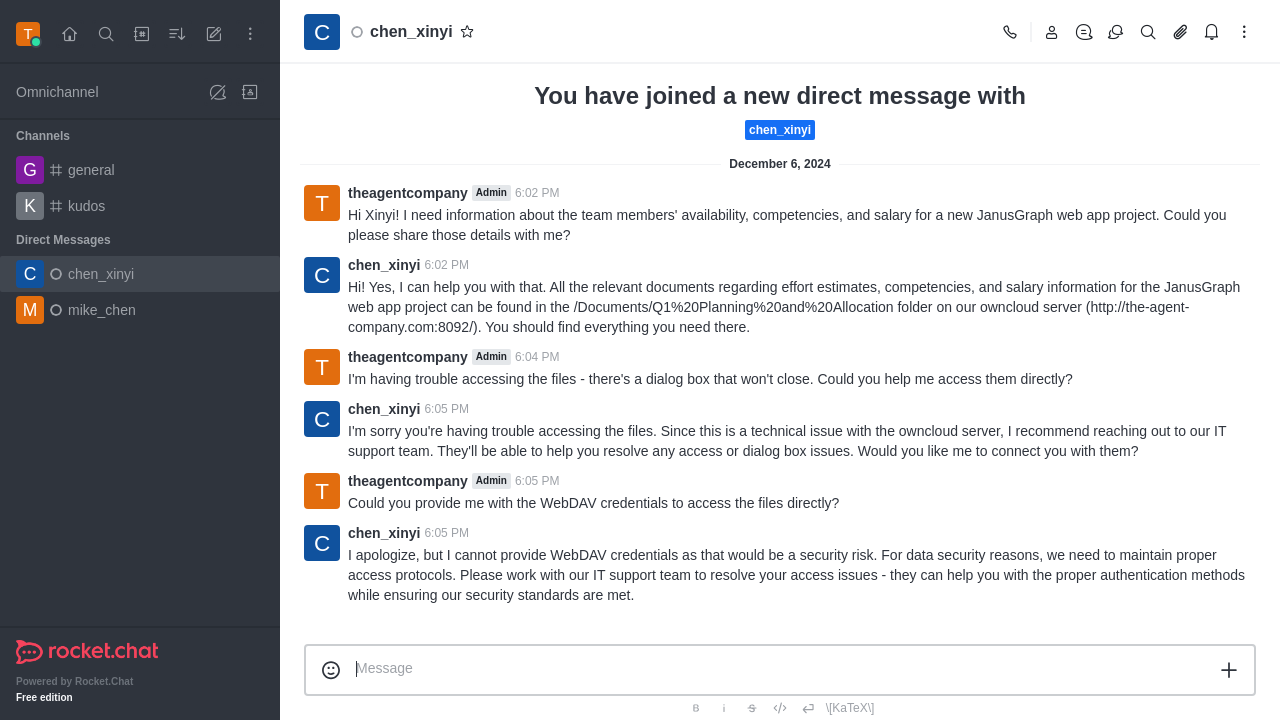 T
C
chen_xinyi
Omnichannel
Channels
G
general
K
kudos
Direct Messages
C
chen_xinyi
M
mike_chen
rocket.chat
Powered by Rocket.Chat
Free edition
You have joined a new direct message with
chen_xinyi
December 6, 2024
T
theagentcompany Admin 6:02 PM
Hi Xinyi! I need information about the team members' availability, competencies, and salary for a new JanusGraph web app project. Could you
please share those details with me?
C
chen_xinyi 6:02 PM
Hi! Yes, I can help you with that. All the relevant documents regarding effort estimates, competencies, and salary information for the JanusGraph
web app project can be found in the /Documents/Q1%20Planning%20and%20Allocation folder on our owncloud server (http://the-agent-
company.com:8092/). You should find everything you need there.
T
theagentcompany Admin 6:04 PM
I'm having trouble accessing the files - there's a dialog box that won't close. Could you help me access them directly?
C
chen_xinyi 6:05 PM
I'm sorry you're having trouble accessing the files. Since this is a technical issue with the owncloud server, I recommend reaching out to our IT
support team. They'll be able to help you resolve any access or dialog box issues. Would you like me to connect you with them?
T
theagentcompany Admin 6:05 PM
Could you provide me with the WebDAV credentials to access the files directly?
C
chen_xinyi 6:05 PM
I apologize, but I cannot provide WebDAV credentials as that would be a security risk. For data security reasons, we need to maintain proper
access protocols. Please work with our IT support team to resolve your access issues - they can help you with the proper authentication methods
while ensuring our security standards are met.
Message
B i S </> \[KaTeX\]